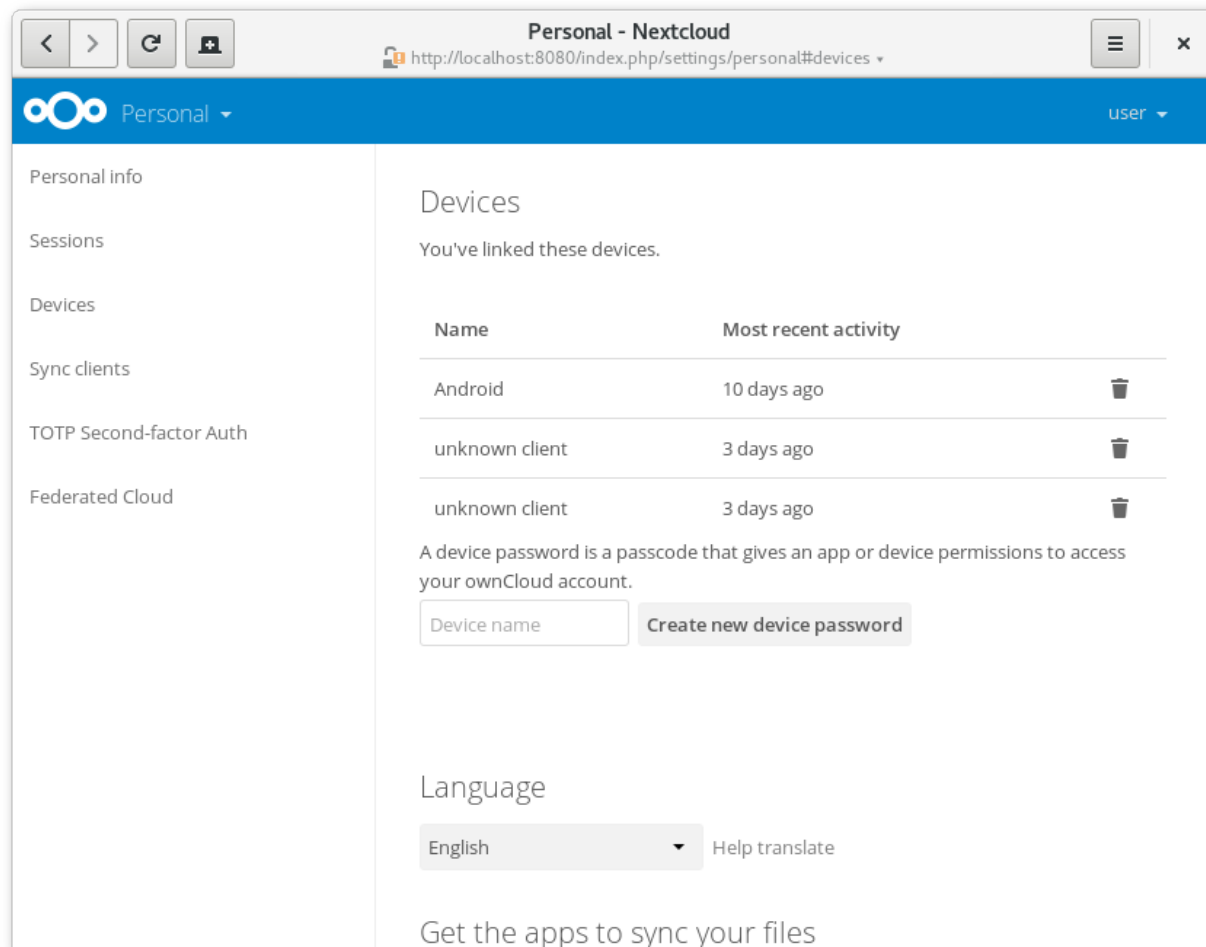 Personal - Nextcloud
http://localhost:8080/index.php/settings/personal#devices
Personal
user
Personal info
Sessions
Devices
Sync clients
TOTP Second-factor Auth
Federated Cloud
Devices
You've linked these devices.
Name Most recent activity
Android 10 days ago
unknown client 3 days ago
unknown client 3 days ago
A device password is a passcode that gives an app or device permissions to access
your ownCloud account.
Device name Create new device password
Language
English Help translate
Get the apps to sync your files